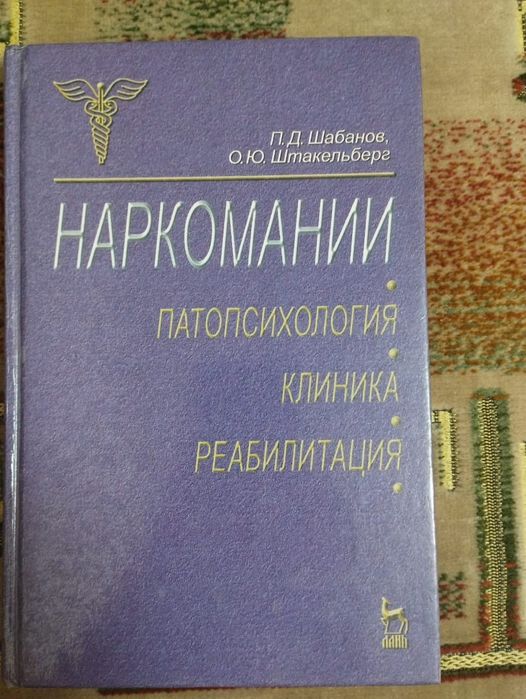 П. Д. Шабанов,
О. Ю. Штакельберг
НАРКОМАНИИ
ПАТОПСИХОЛОГИЯ
КЛИНИКА
РЕАБИЛИТАЦИЯ
ЛАНЬ